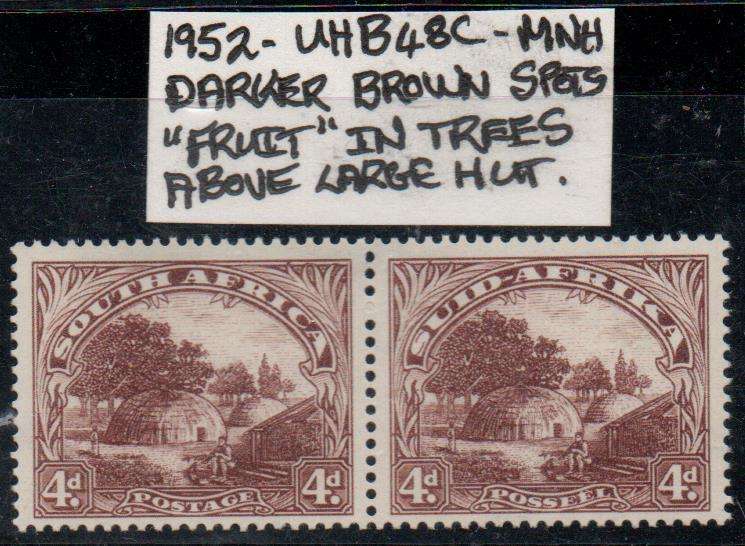 1952 - UHB48C - MNH
DARKER BROWN SPOTS
"FRUIT" IN TREES
ABOVE LARGE HUT.
SOUTH AFRICA
SUID-AFRIKA
4d. 4d. 4d. 4d.
POSTAGE
POSSEEL